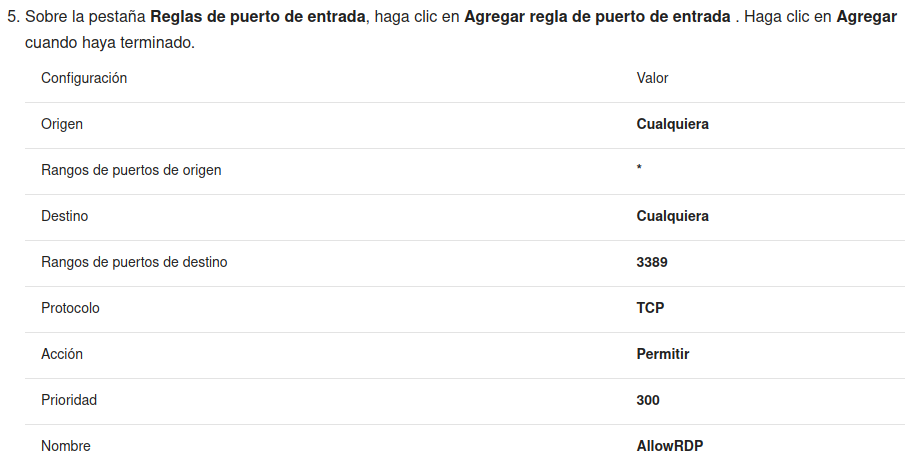 5. Sobre la pestaña Reglas de puerto de entrada, haga clic en Agregar regla de puerto de entrada . Haga clic en Agregar
cuando haya terminado.
Configuración Valor
Origen Cualquiera
Rangos de puertos de origen *
Destino Cualquiera
Rangos de puertos de destino 3389
Protocolo TCP
Acción Permitir
Prioridad 300
Nombre AllowRDP